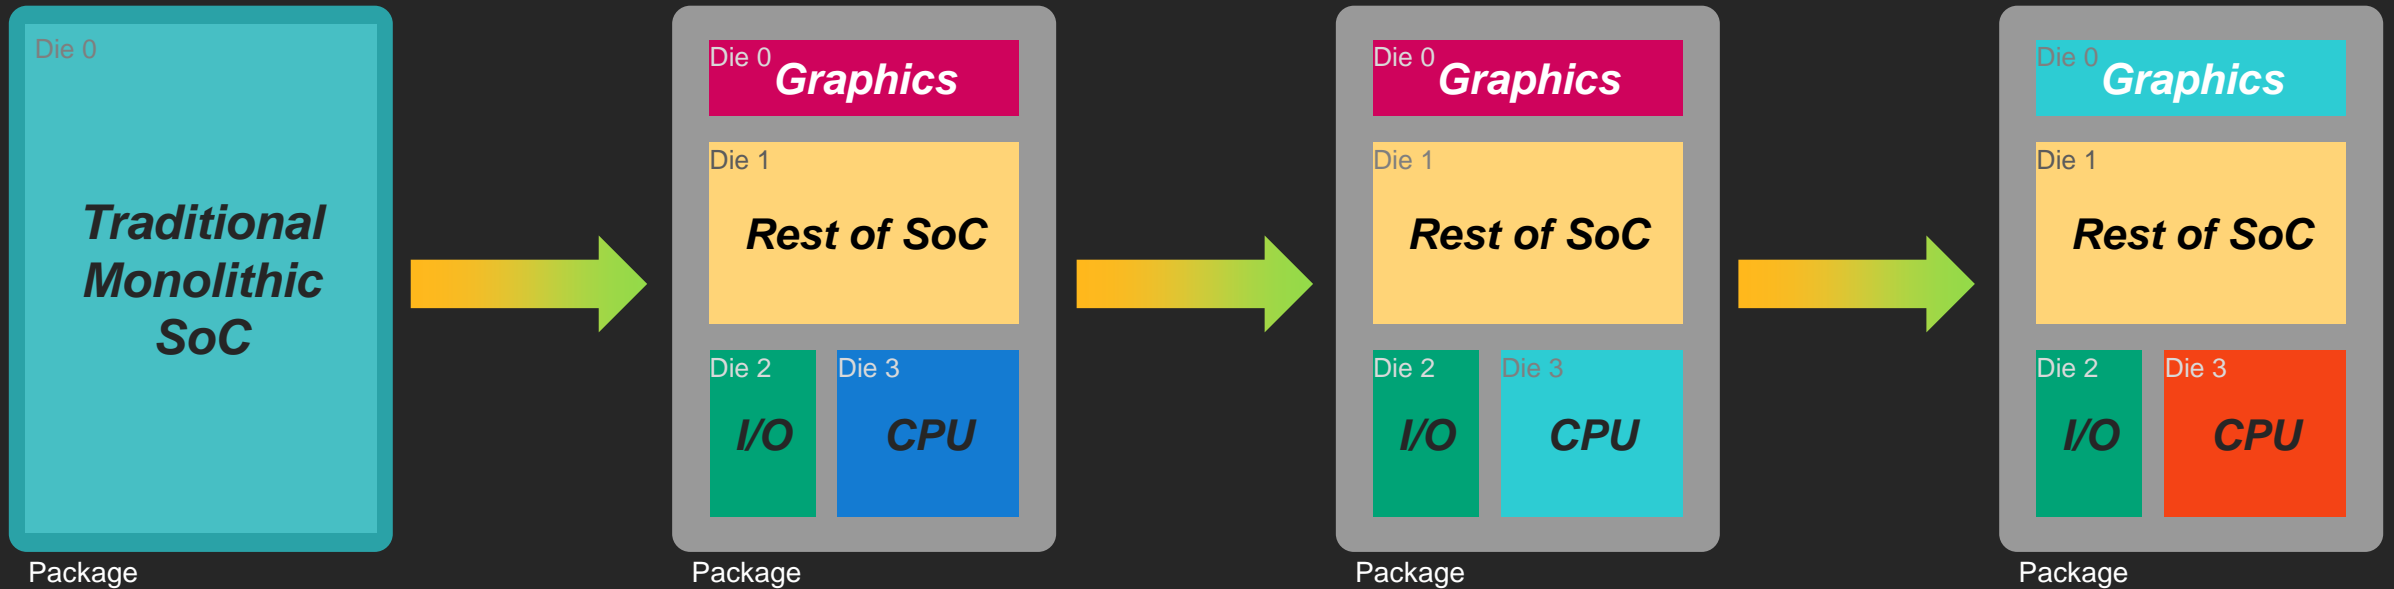 Die 0
Traditional
Monolithic
SoC
Package
Die 0
Graphics
Die 1
Rest of SoC
Die 2
I/O
Die 3
CPU
Package
Die 0
Graphics
Die 1
Rest of SoC
Die 2
I/O
Die 3
CPU
Package
Die 0
Graphics
Die 1
Rest of SoC
Die 2
I/O
Die 3
CPU
Package